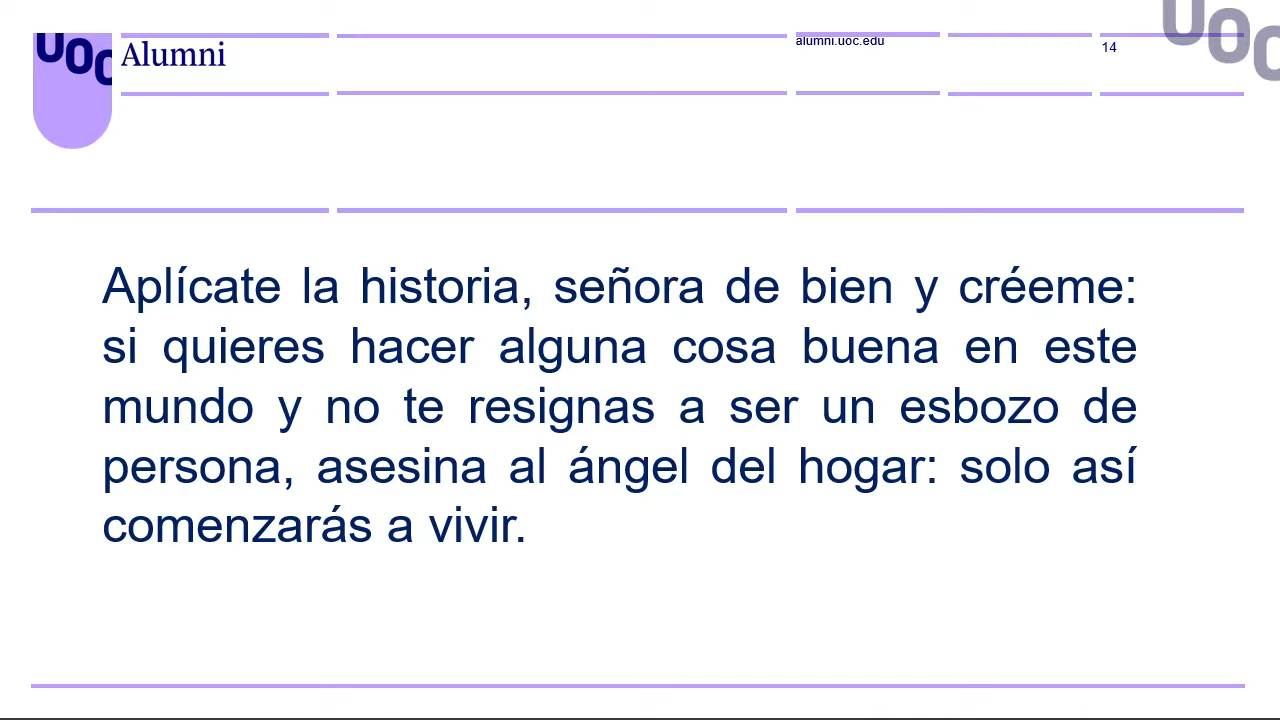 UOC
Alumni
alumni.uoc.edu
14
UOC
Aplícate la historia, señora de bien y créeme:
si quieres hacer alguna cosa buena en este
mundo y no te resignas a ser un esbozo de
persona, asesina al ángel del hogar: solo así
comenzarás a vivir.